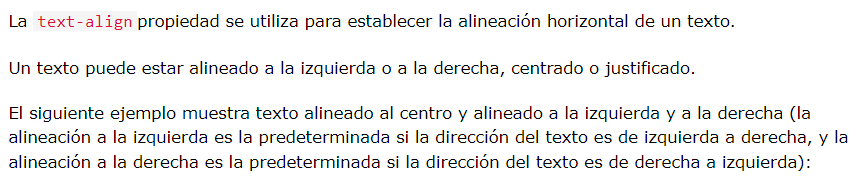 La text-align propiedad se utiliza para establecer la alineación horizontal de un texto.
Un texto puede estar alineado a la izquierda o a la derecha, centrado o justificado.
El siguiente ejemplo muestra texto alineado al centro y alineado a la izquierda y a la derecha (la
alineación a la izquierda es la predeterminada si la dirección del texto es de izquierda a derecha, y la
alineación a la derecha es la predeterminada si la dirección del texto es de derecha a izquierda):